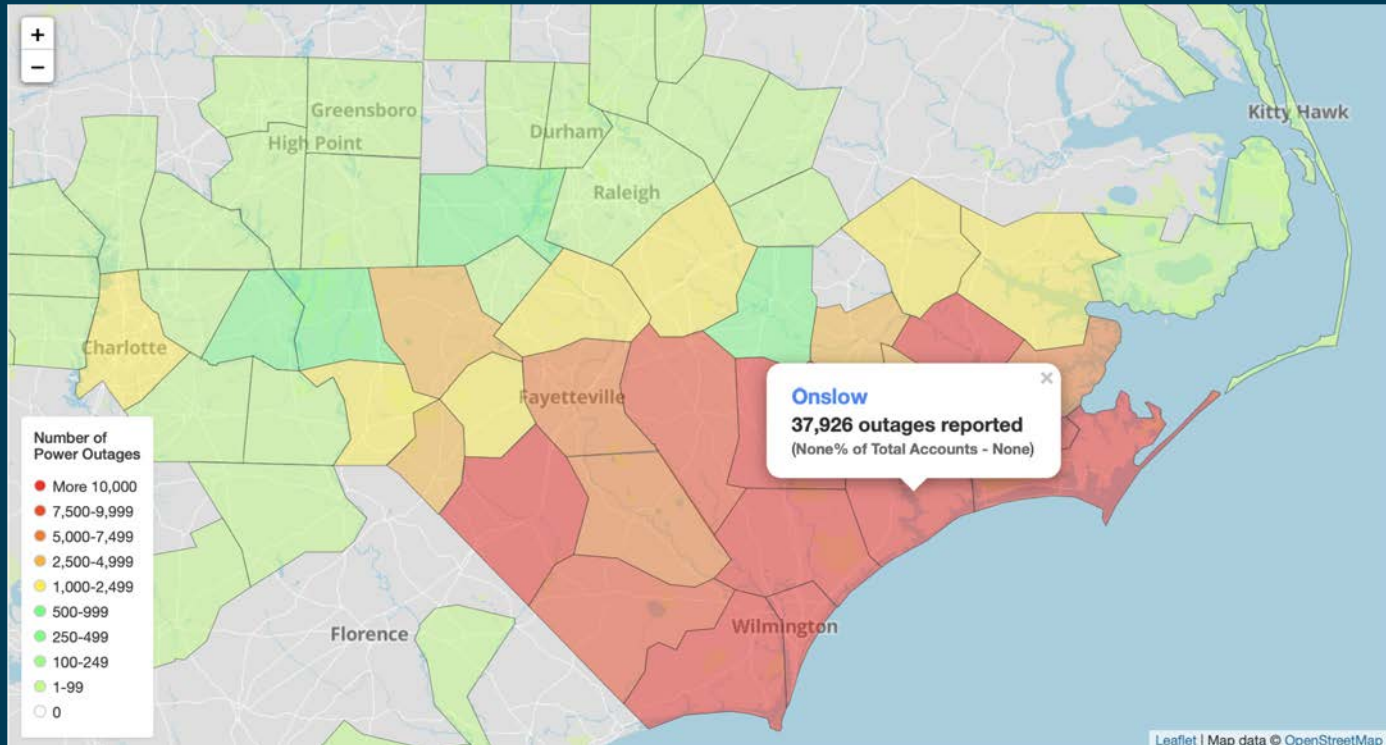 +
−
Greensboro
High Point
Durham
Raleigh
Kitty Hawk
Charlotte
Fayetteville
Onslow
×
37,926 outages reported
(None% of Total Accounts - None)
Florence
Wilmington
Number of
Power Outages
More 10,000
7,500-9,999
5,000-7,499
2,500-4,999
1,000-2,499
500-999
250-499
100-249
1-99
0
Leaflet | Map data © OpenStreetMap